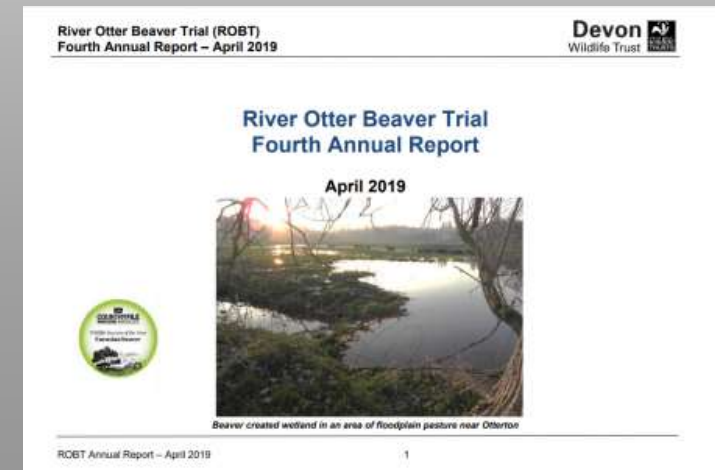 River Otter Beaver Trial (ROBT)
Fourth Annual Report – April 2019
Devon
Wildlife Trust
River Otter Beaver Trial
Fourth Annual Report
April 2019
COUNTRYFILE
Beaver created wetland in an area of floodplain pasture near Otterton
ROBT Annual Report – April 2019
1